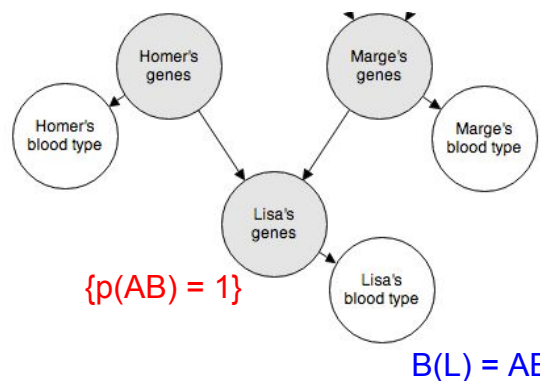 Homer's
genes
Marge's
genes
Homer's
blood type
Marge's
blood type
Lisa's
genes
{p(AB) = 1}
Lisa's
blood type
B(L) = AB